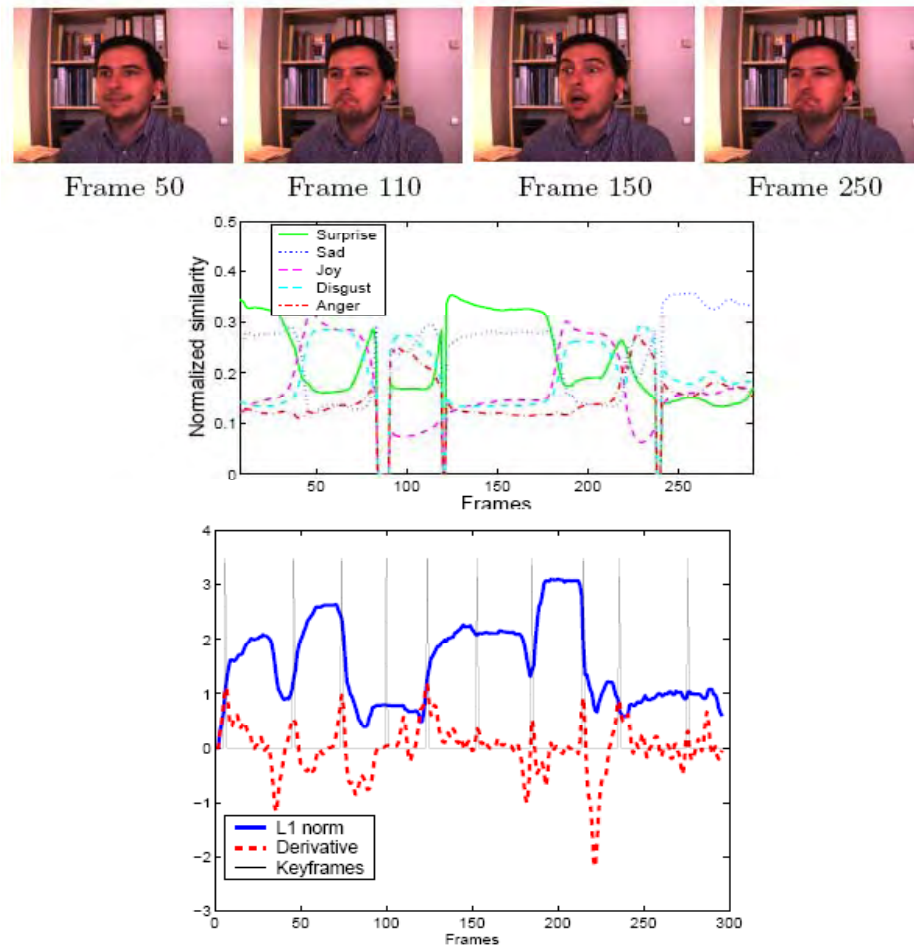 Frame 50
Frame 110
Frame 150
Frame 250
0.5
0.4
0.3
0.2
0.1
0
Normalized similarity
Surprise
Sad
Joy
Disgust
Anger
50 100 150 200 250
Frames
4
3
2
1
0
−1
−2
−3
L1 norm
Derivative
Keyframes
0 50 100 150 200 250 300
Frames